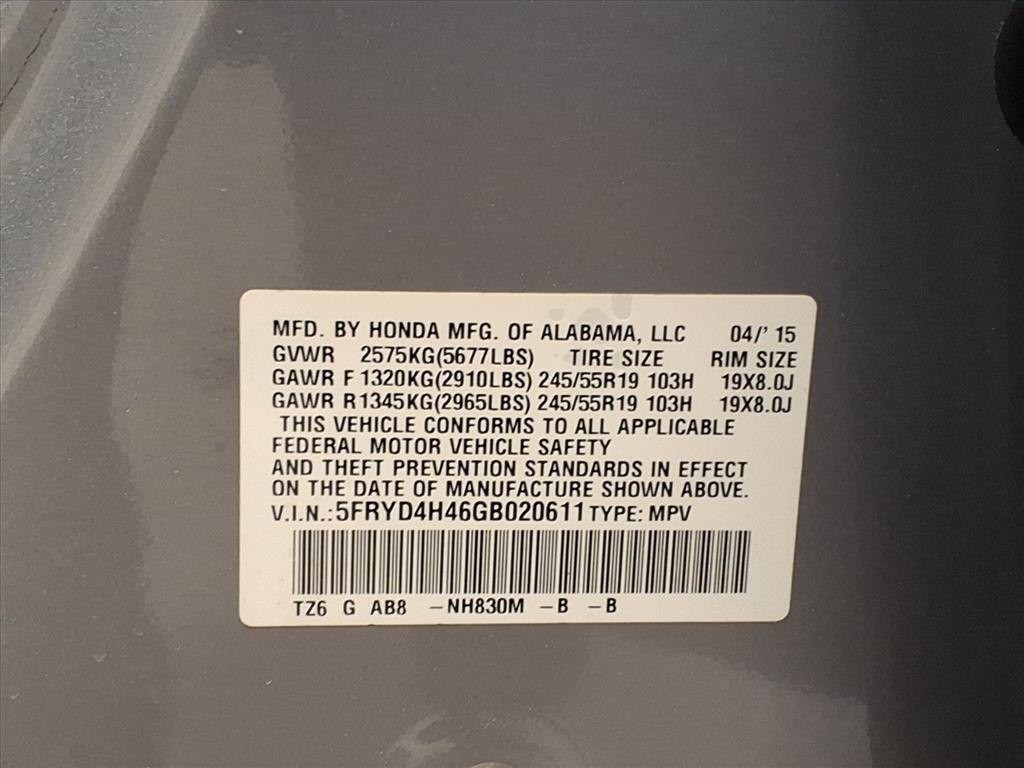 MFD. BY HONDA MFG. OF ALABAMA, LLC 04/' 15
GVWR 2575KG(5677LBS) TIRE SIZE RIM SIZE
GAWR F 1320KG(2910LBS) 245/55R19 103H 19X8.0J
GAWR R1345KG(2965LBS) 245/55R19 103H 19X8.0J
THIS VEHICLE CONFORMS TO ALL APPLICABLE
FEDERAL MOTOR VEHICLE SAFETY
AND THEFT PREVENTION STANDARDS IN EFFECT
ON THE DATE OF MANUFACTURE SHOWN ABOVE.
V.I.N.:5FRYD4H46GB020611 TYPE: MPV
TZ6 G AB8 -NH830M -B -B